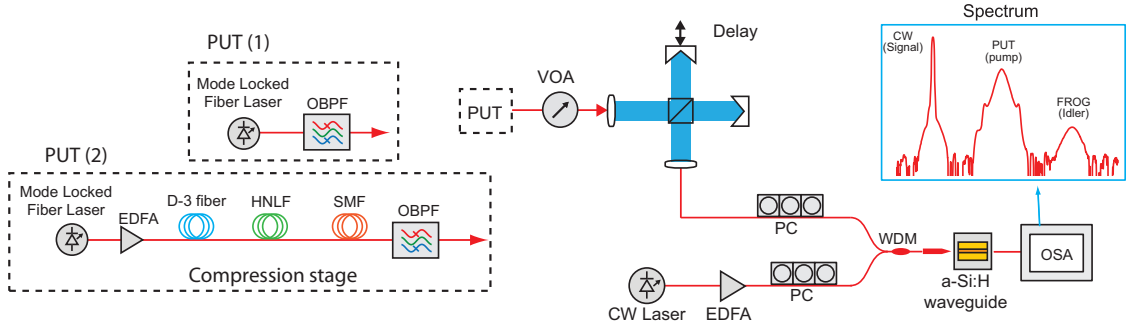 PUT (1)
Mode Locked
Fiber Laser
OBPF
PUT (2)
Mode Locked
Fiber Laser
EDFA
D-3 fiber
HNLF
SMF
OBPF
Compression stage
PUT
VOA
Delay
PC
WDM
CW Laser
EDFA
PC
a-Si:H
waveguide
OSA
Spectrum
CW
(Signal)
PUT
(pump)
FROG
(Idler)